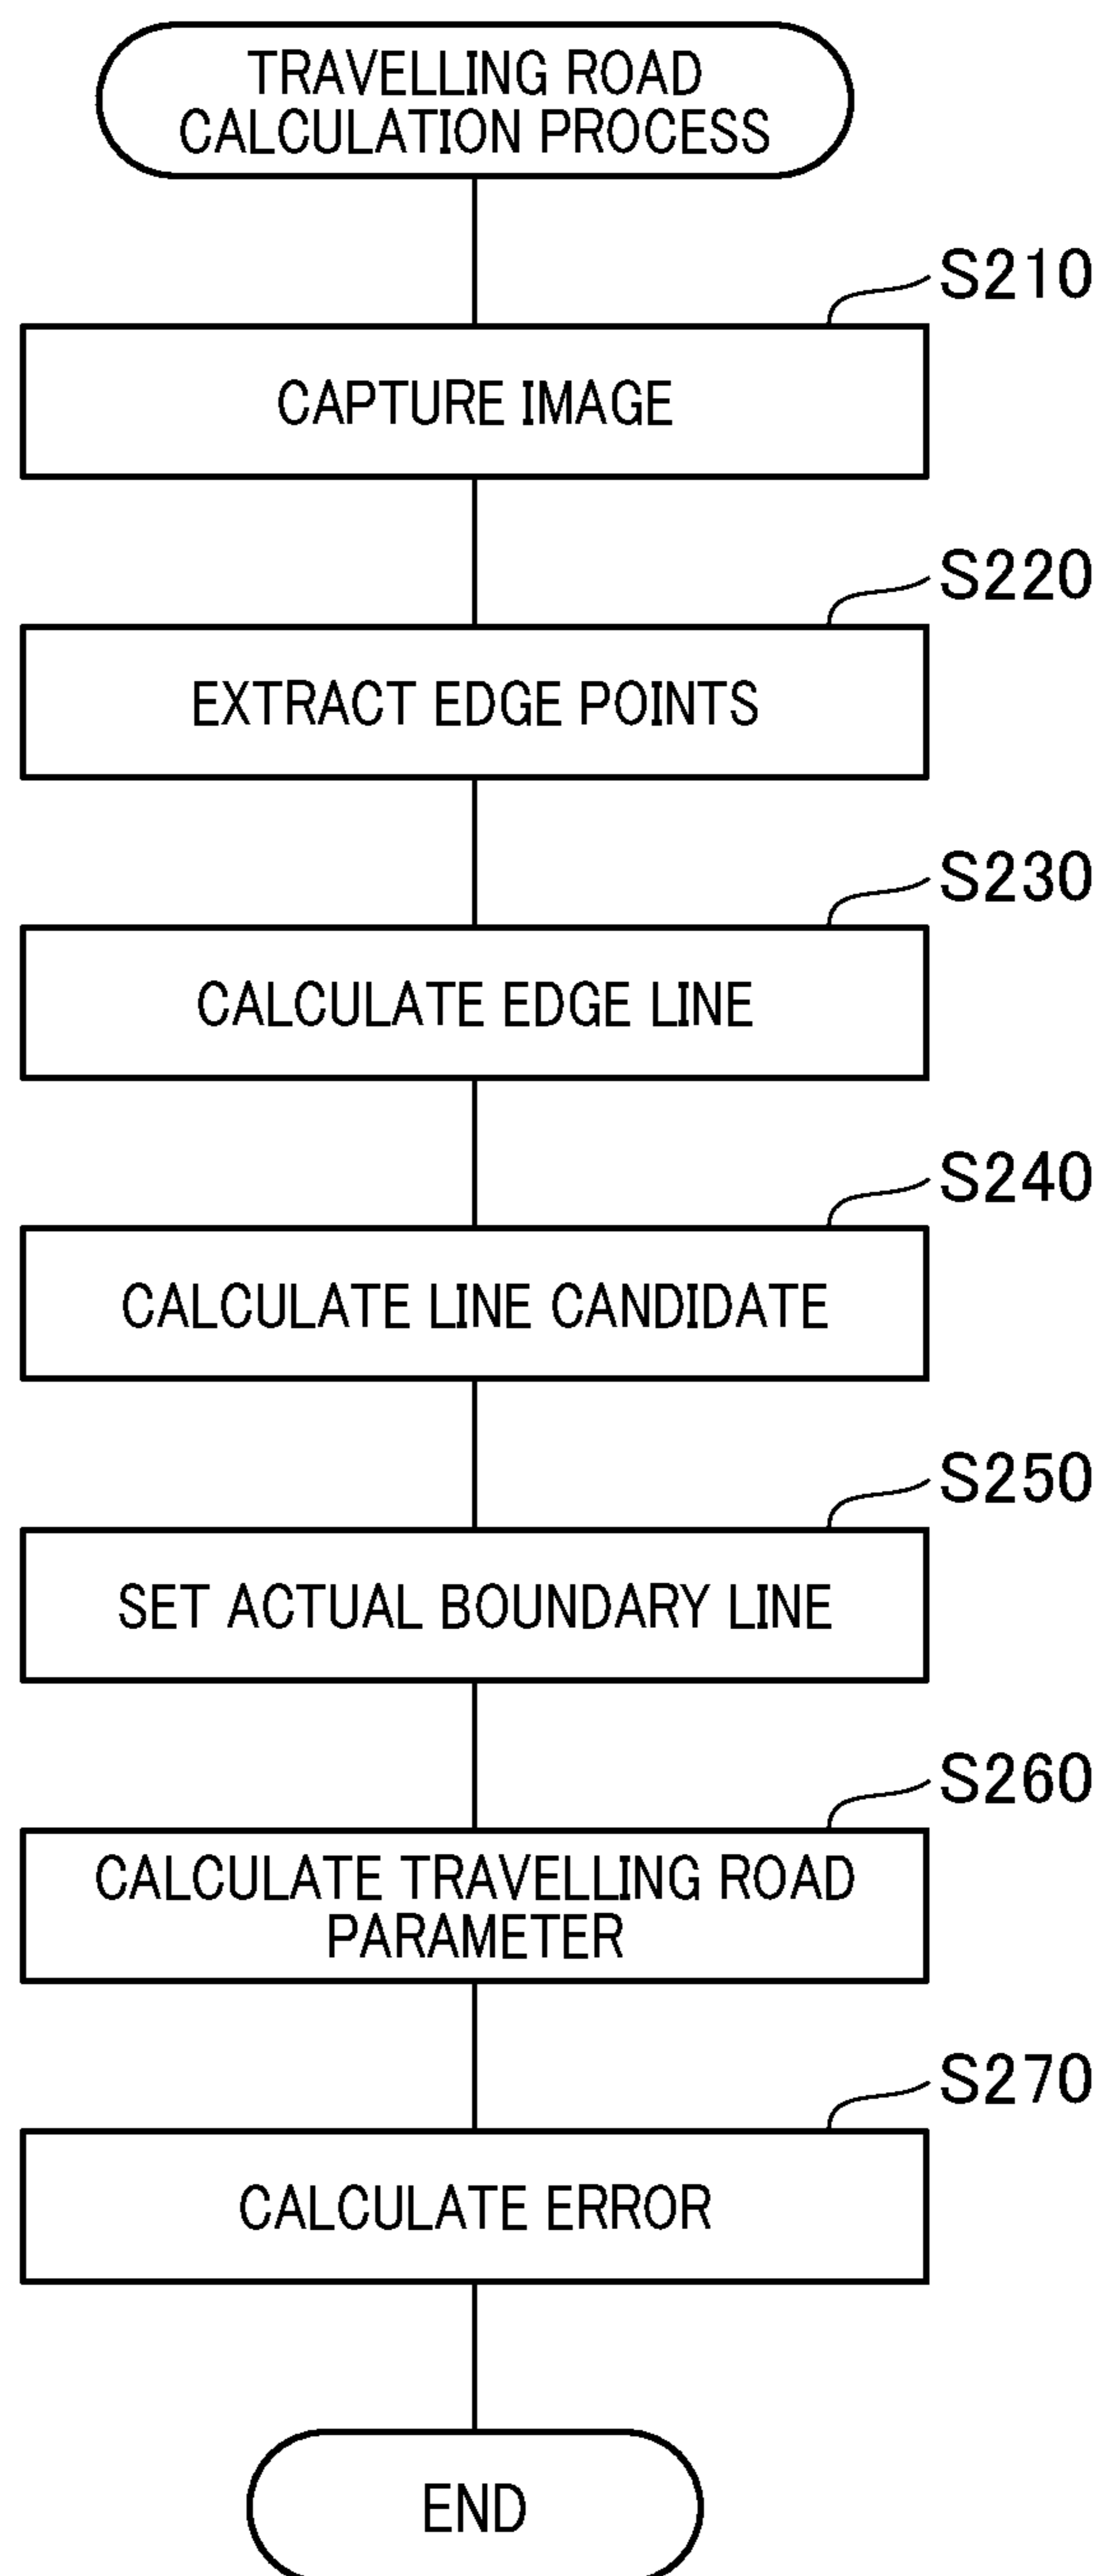 TRAVELLING ROAD
CALCULATION PROCESS
S210
CAPTURE IMAGE
S220
EXTRACT EDGE POINTS
S230
CALCULATE EDGE LINE
S240
CALCULATE LINE CANDIDATE
S250
SET ACTUAL BOUNDARY LINE
S260
CALCULATE TRAVELLING ROAD
PARAMETER
S270
CALCULATE ERROR
END